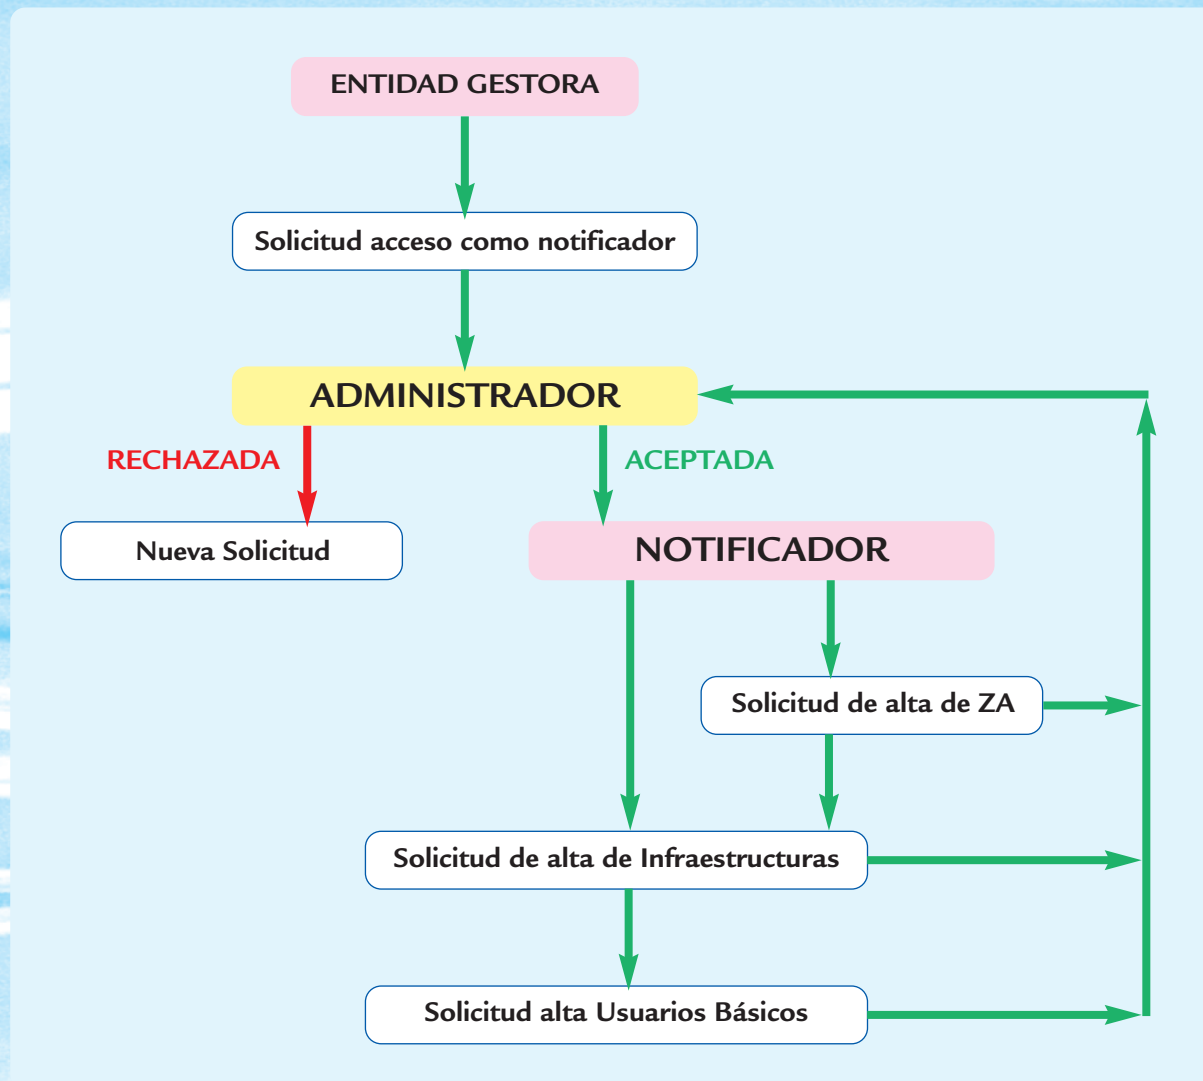 ENTIDAD GESTORA
Solicitud acceso como notificador
ADMINISTRADOR
RECHAZADA
ACEPTADA
Nueva Solicitud
NOTIFICADOR
Solicitud de alta de ZA
Solicitud de alta de Infraestructuras
Solicitud alta Usuarios Básicos